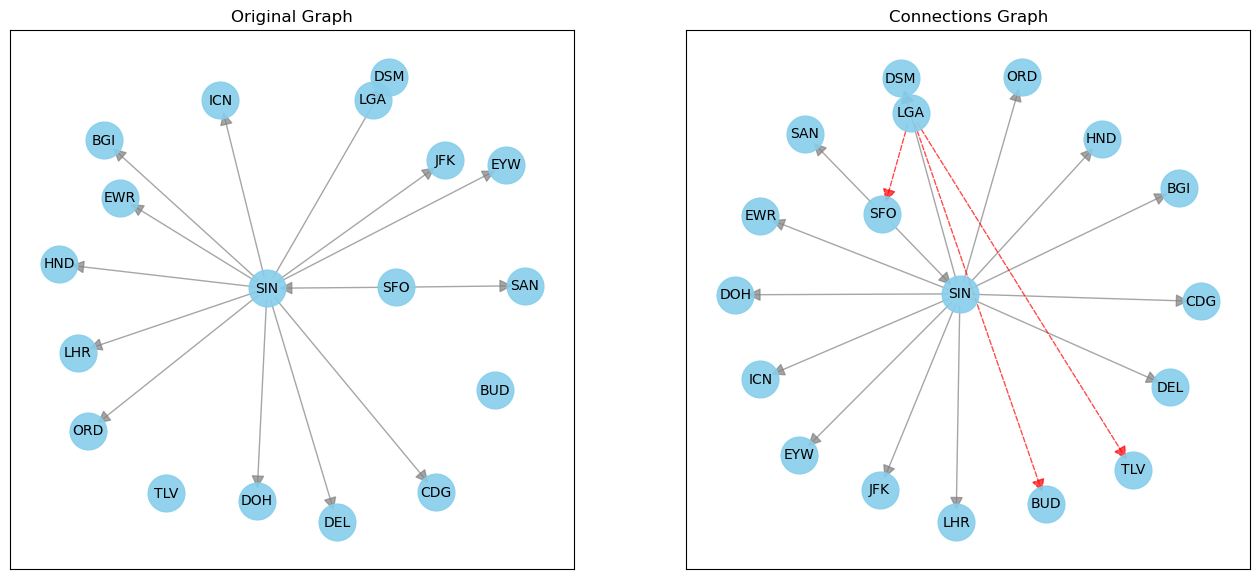 Original Graph
DSM
ICN
LGA
BGI
JFK
EYW
EWR
HND
SIN
SFO
SAN
LHR
BUD
ORD
TLV
DOH
CDG
DEL
Connections Graph
DSM
ORD
LGA
SAN
HND
BGI
EWR
SFO
DOH
SIN
CDG
ICN
DEL
EYW
TLV
JFK
BUD
LHR